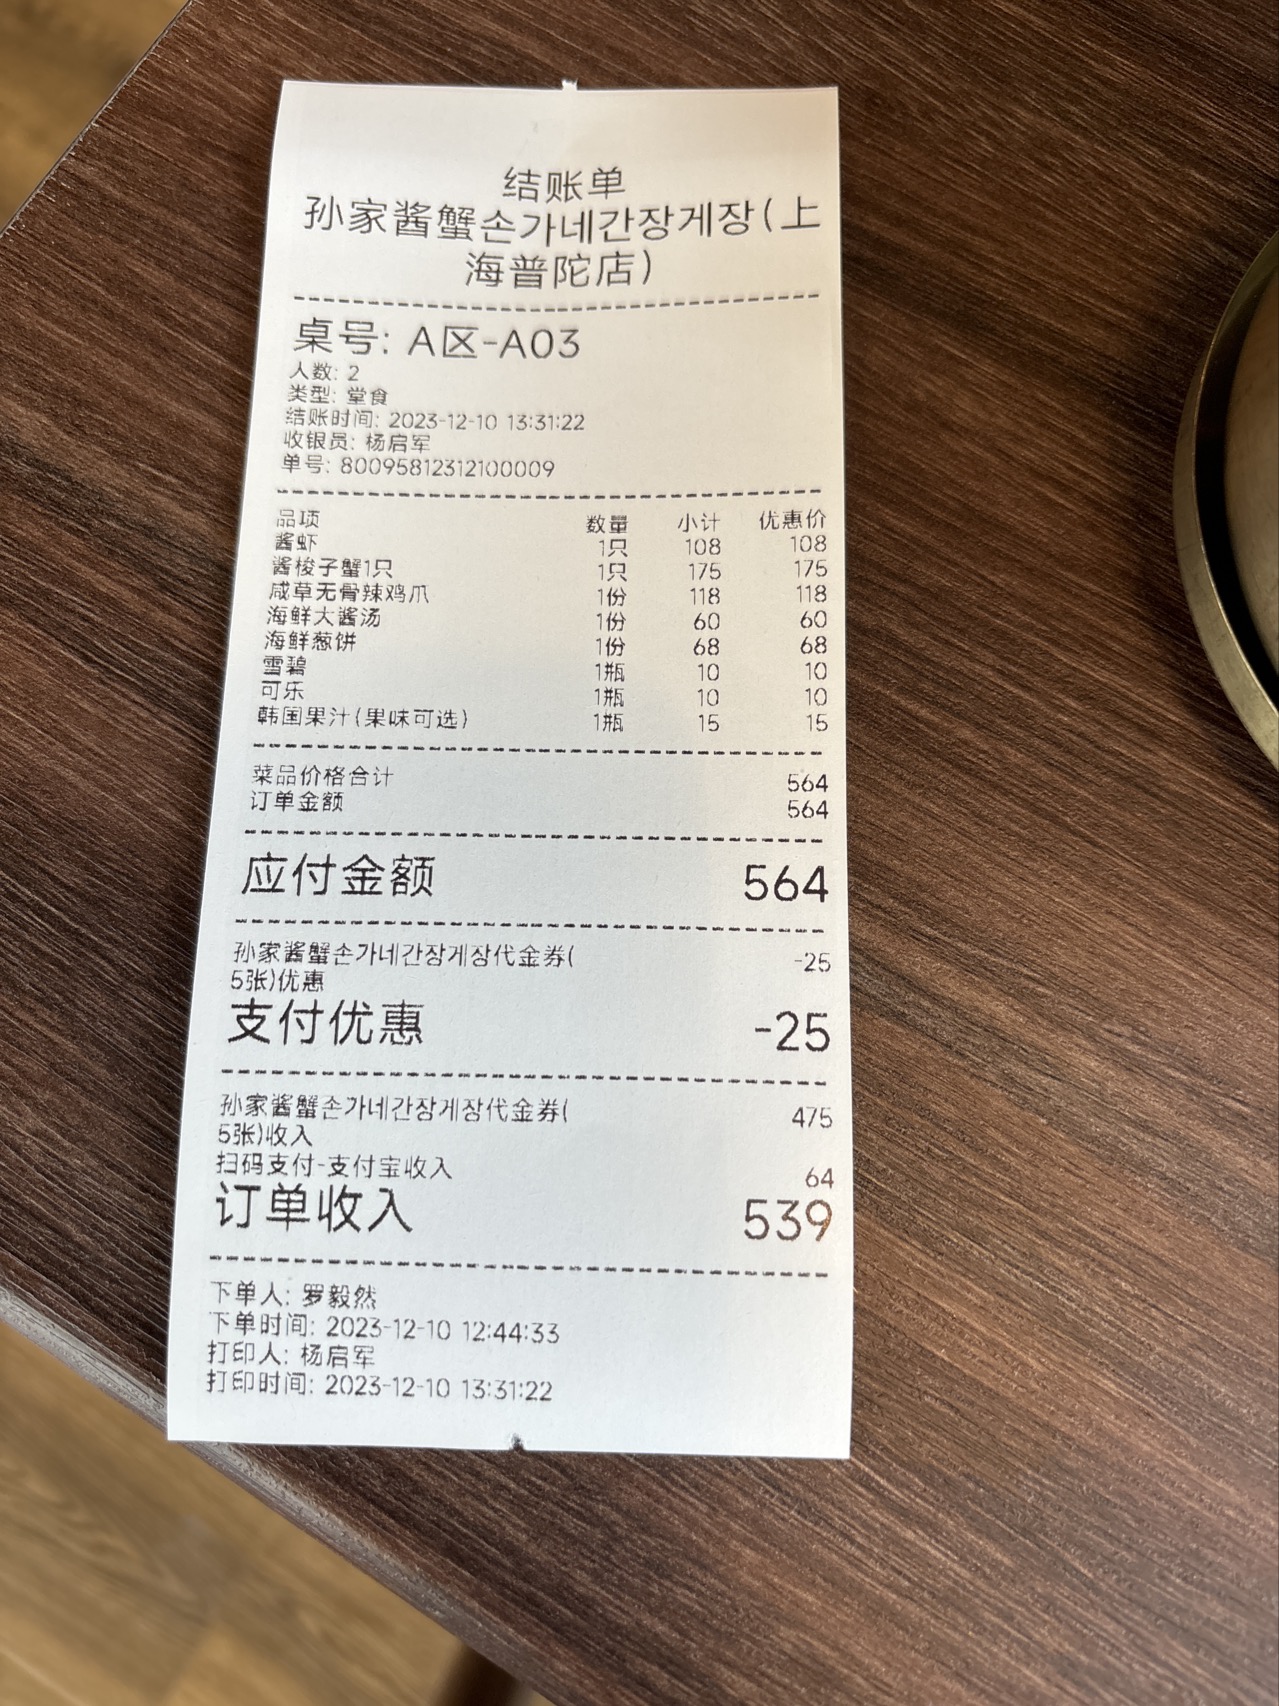 结账单
孙家酱蟹손가네간장게장(上
海普陀店)
桌号: A区-A03
人数: 2
类型: 堂食
结账时间: 2023-12-10 13:31:22
收银员: 杨启军
单号: 80095812312100009
品项 数量 小计 优惠价
酱虾 1只 108 108
酱梭子蟹1只 1只 175 175
咸草无骨辣鸡爪 1份 118 118
海鲜大酱汤 1份 60 60
海鲜葱饼 1份 68 68
雪碧 1瓶 10 10
可乐 1瓶 10 10
韩国果汁(果味可选) 1瓶 15 15
菜品价格合计 564
订单金额 564
应付金额 564
孙家酱蟹손가네간장게장代金券( -25
5张)优惠
支付优惠 -25
孙家酱蟹손가네간장게장代金券( 475
5张)收入
扫码支付-支付宝收入 64
订单收入 539
下单人: 罗毅然
下单时间: 2023-12-10 12:44:33
打印人: 杨启军
打印时间: 2023-12-10 13:31:22